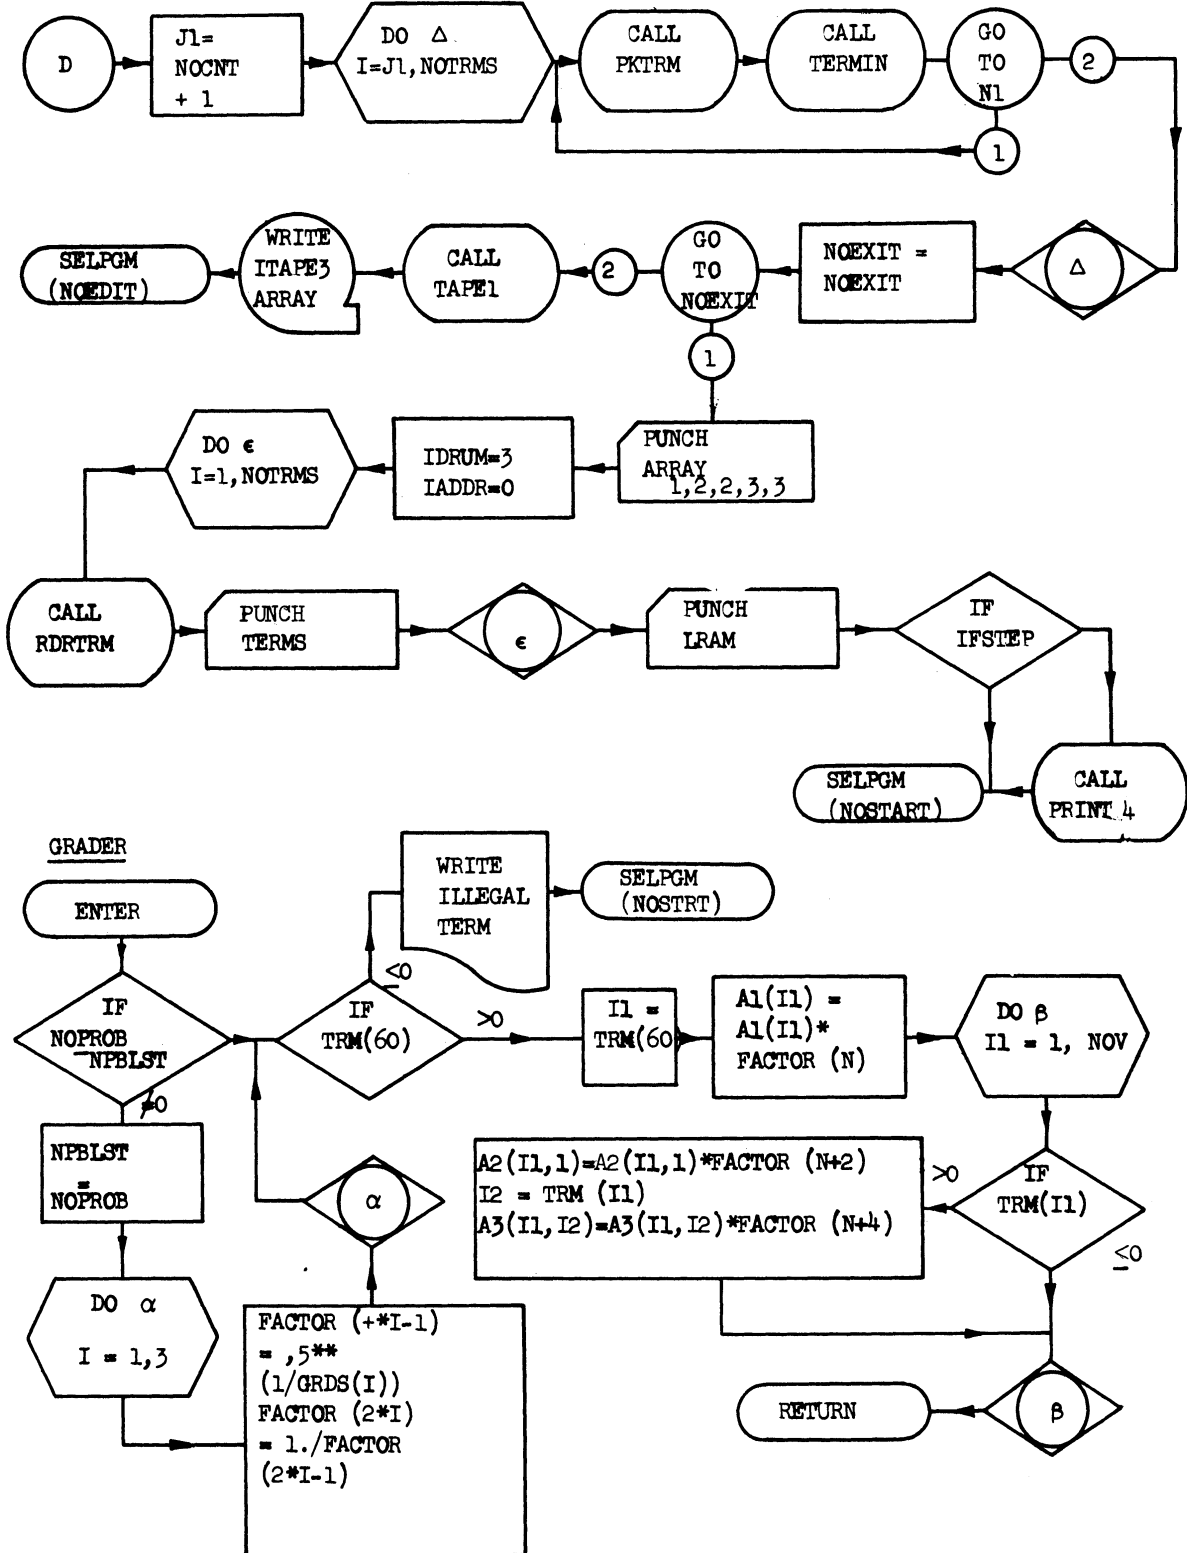 D
J1=
NOCNT
+ 1
DO Δ
I=J1,NOTRMS
CALL
PKTRM
CALL
TERMIN
GO
TO
N1
2
1
SELPGM
(NOEDIT)
WRITE
ITAPE3
ARRAY
CALL
TAPE1
2
GO
TO
NOEXIT
NOEXIT =
NOEXIT
Δ
1
DO ϵ
I=1,NOTRMS
IDRUM=3
IADDR=0
PUNCH
ARRAY
1,2,2,3,3
CALL
RDRTRM
PUNCH
TERMS
ϵ
PUNCH
LRAM
IF
IFSTEP
SELPGM
(NOSTART)
CALL
PRINT 4
GRADER
ENTER
WRITE
ILLEGAL
TERM
SELPGM
(NOSTRT)
IF
NOPROB
-NPBLST
≠0
≤0
IF
TRM(60)
>0
I1 =
TRM(60)
A1(I1) =
A1(I1)*
FACTOR (N)
DO β
I1 = 1, NOV
NPBLST
=
NOPROB
α
A2(I1,1)=A2(I1,1)*FACTOR (N+2)
I2 = TRM (I1)
A3(I1,I2)=A3(I1,I2)*FACTOR (N+4)
>0
IF
TRM(I1)
≤0
DO α
I = 1,3
FACTOR (+*I-1)
= ,5**
(1/GRDS(I))
FACTOR (2*I)
= 1./FACTOR
(2*I-1)
RETURN
β